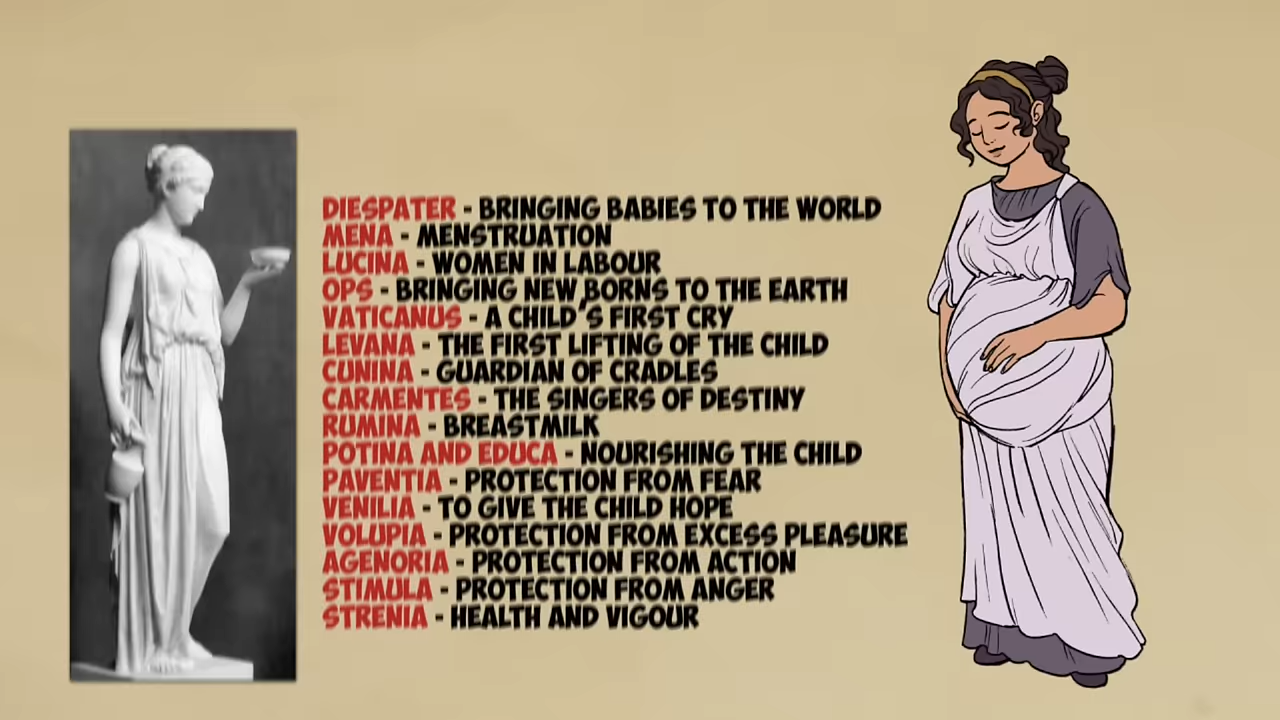 DIESPATER - BRINGING BABIES TO THE WORLD
MENA - MENSTRUATION
LUCINA - WOMEN IN LABOUR
OPS - BRINGING NEW BORNS TO THE EARTH
VATICANUS - A CHILD'S FIRST CRY
LEVANA - THE FIRST LIFTING OF THE CHILD
CUNINA - GUARDIAN OF CRADLES
CARMENTES - THE SINGERS OF DESTINY
RUMINA - BREASTMILK
POTINA AND EDUCA - NOURISHING THE CHILD
PAVENTIA - PROTECTION FROM FEAR
VENILIA - TO GIVE THE CHILD HOPE
VOLUPIA - PROTECTION FROM EXCESS PLEASURE
AGENORIA - PROTECTION FROM ACTION
STIMULA - PROTECTION FROM ANGER
STRENIA - HEALTH AND VIGOUR